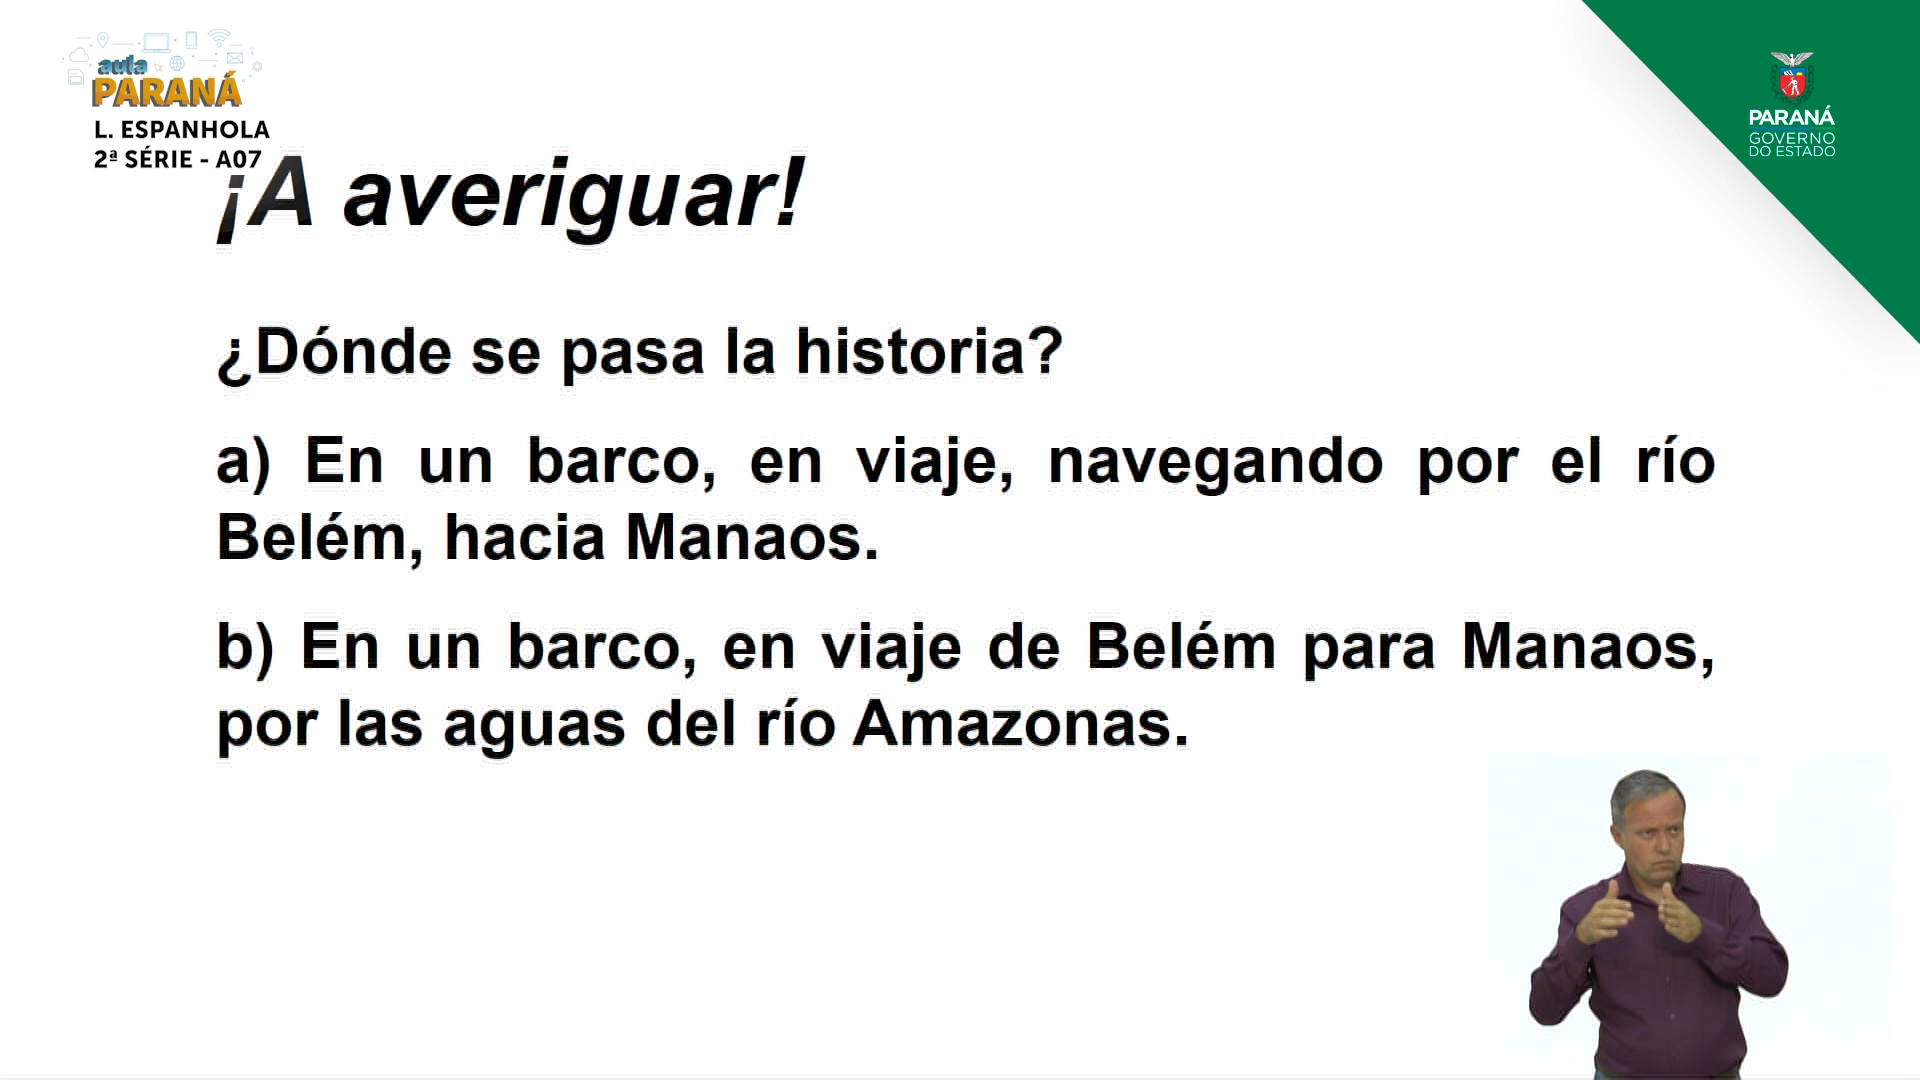 aula
PARANÁ
L. ESPANHOLA
2ª SÉRIE - A07
PARANÁ
GOVERNO
DO ESTADO
¡A averiguar!
¿Dónde se pasa la historia?
a) En un barco, en viaje, navegando por el río
Belém, hacia Manaos.
b) En un barco, en viaje de Belém para Manaos,
por las aguas del río Amazonas.